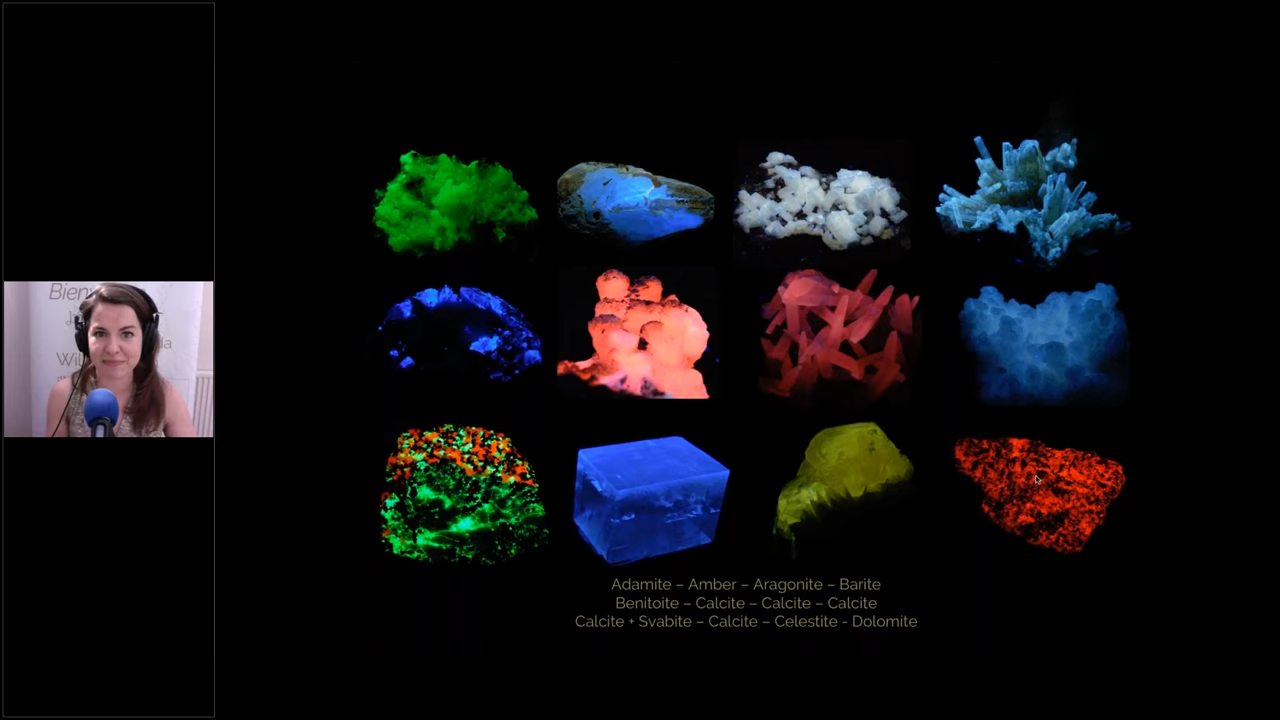 Adamite – Amber – Aragonite – Barite
Benitoite – Calcite – Calcite – Calcite
Calcite + Svabite – Calcite – Celestite - Dolomite